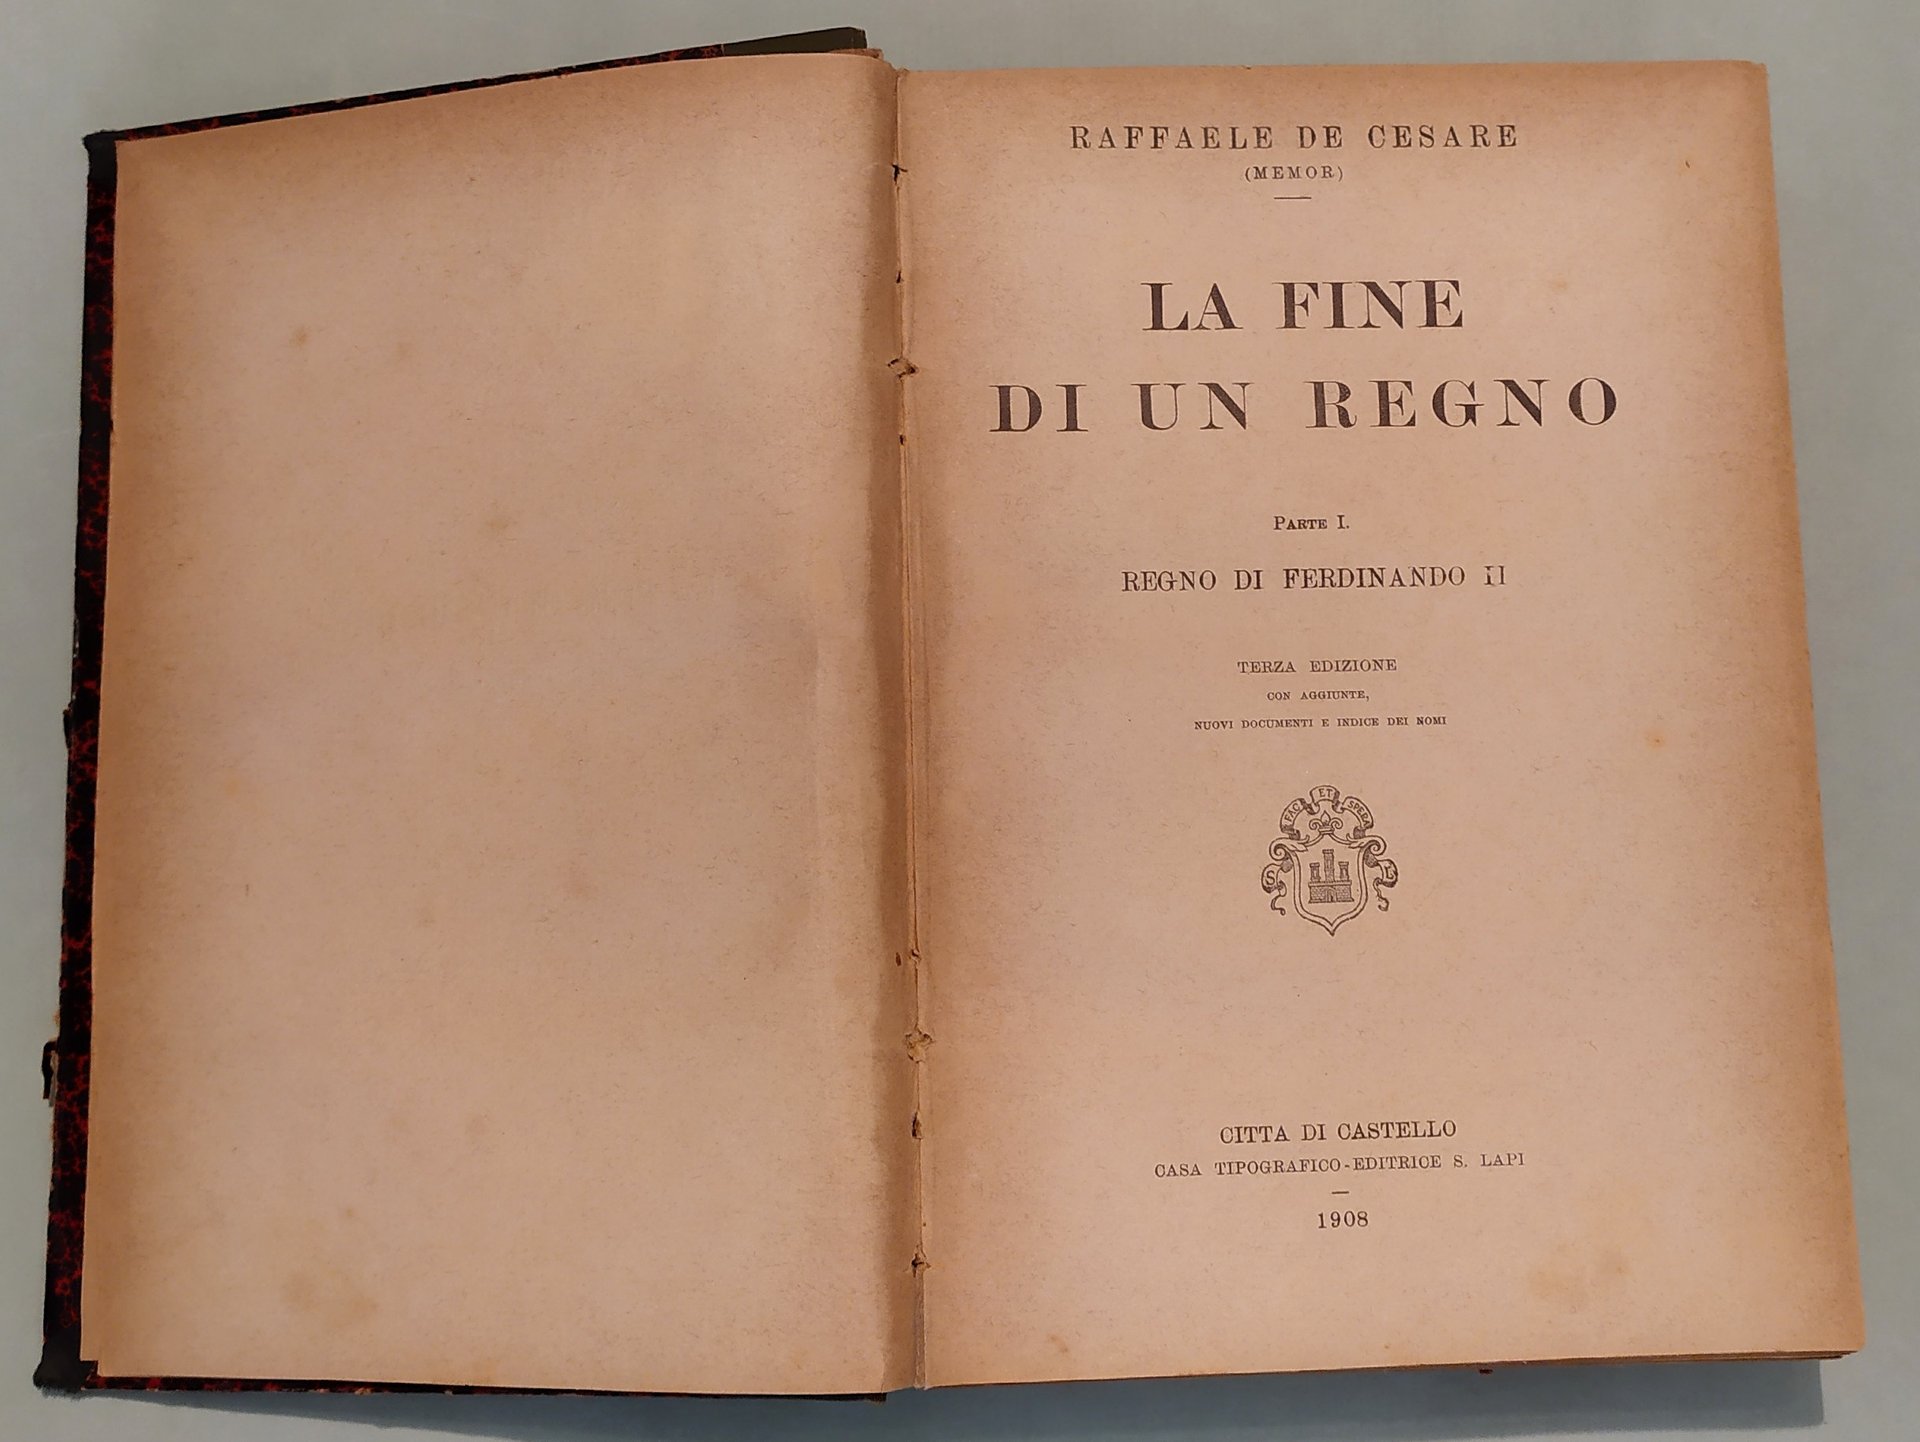 RAFFAELE DE CESARE
(MEMOR)
LA FINE
DI UN REGNO
PARTE I.
REGNO DI FERDINANDO II
TERZA EDIZIONE
CON AGGIUNTE,
NUOVI DOCUMENTI E INDICE DEI NOMI
FAC ET SPERA
S L
CITTA DI CASTELLO
CASA TIPOGRAFICO-EDITRICE S. LAPI
1908